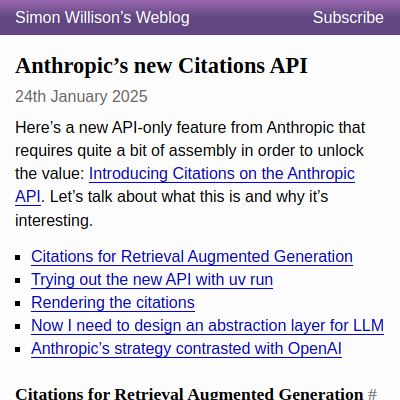 Simon Willison’s Weblog
Subscribe
Anthropic’s new Citations API
24th January 2025
Here’s a new API-only feature from Anthropic that
requires quite a bit of assembly in order to unlock
the value: Introducing Citations on the Anthropic
API. Let’s talk about what this is and why it’s
interesting.
Citations for Retrieval Augmented Generation
Trying out the new API with uv run
Rendering the citations
Now I need to design an abstraction layer for LLM
Anthropic’s strategy contrasted with OpenAI
Citations for Retrieval Augmented Generation #